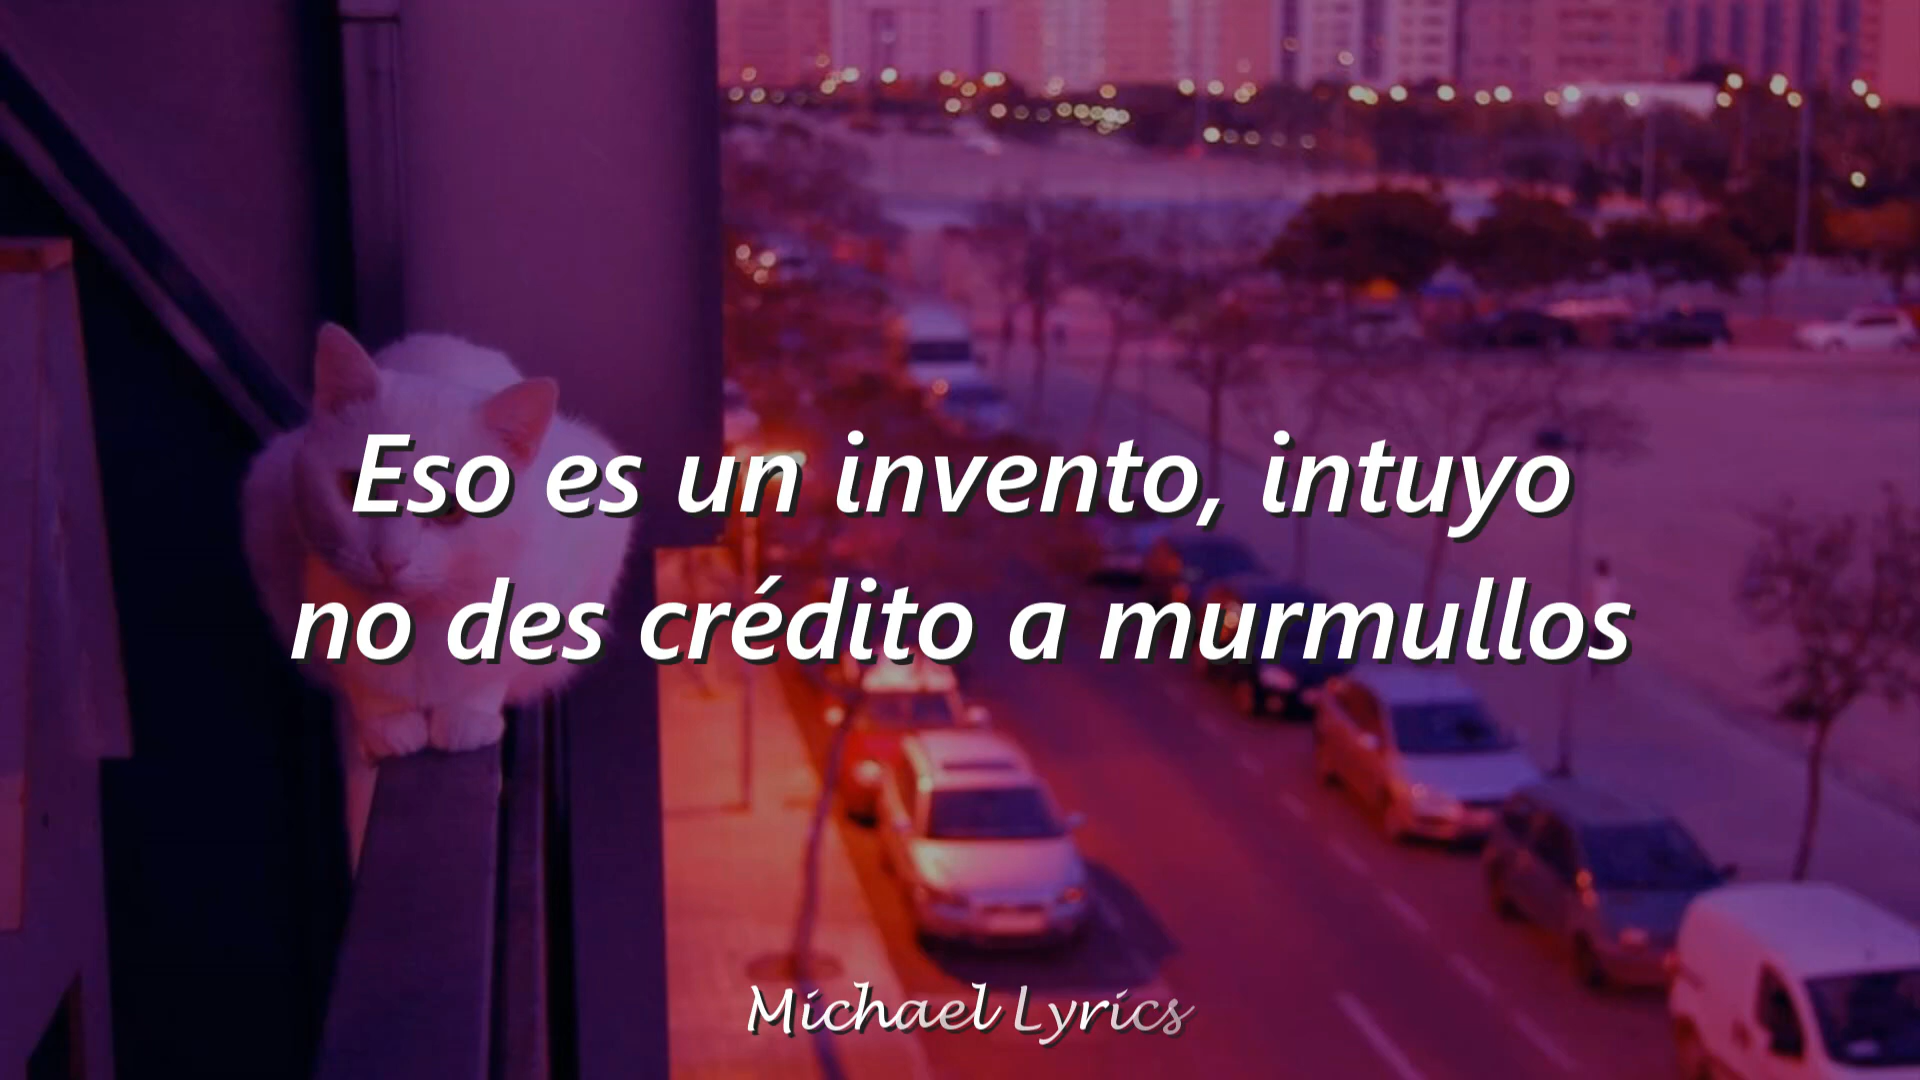 Eso es un invento, intuyo
no des crédito a murmullos
Michael Lyrics